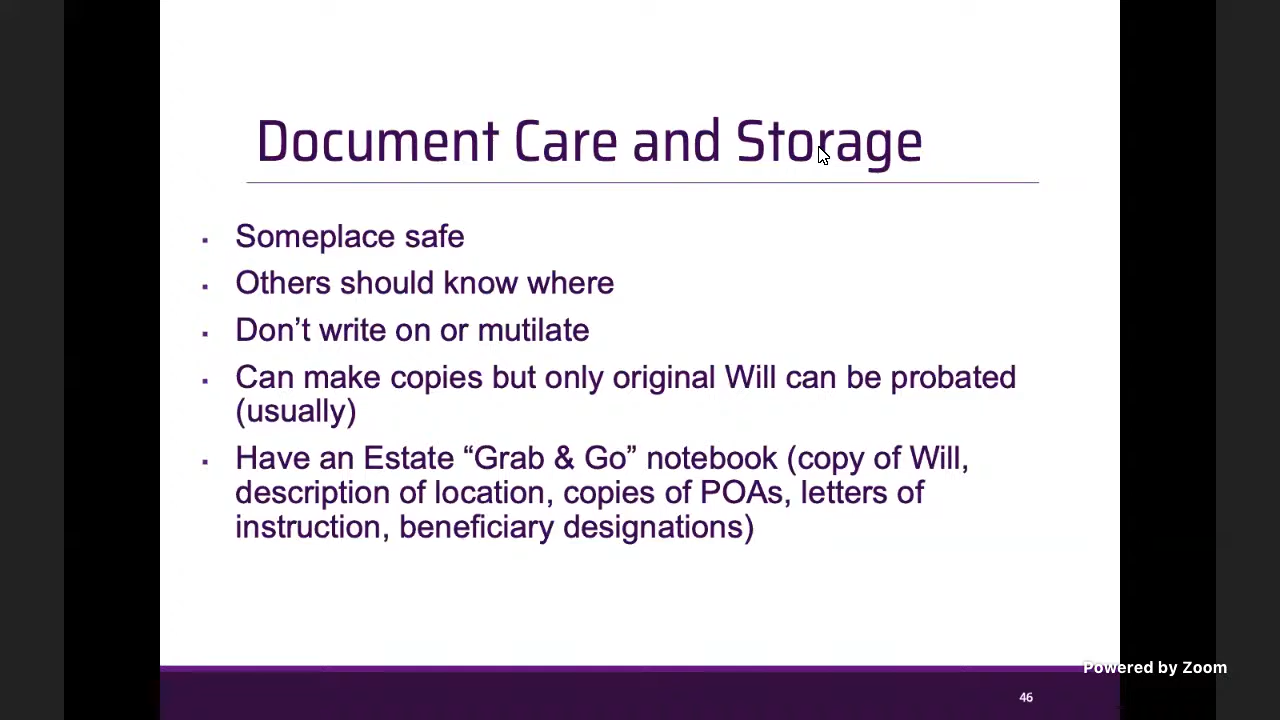 Document Care and Storage
▪ Someplace safe
▪ Others should know where
▪ Don’t write on or mutilate
▪ Can make copies but only original Will can be probated
(usually)
▪ Have an Estate “Grab & Go” notebook (copy of Will,
description of location, copies of POAs, letters of
instruction, beneficiary designations)
Powered by Zoom
46